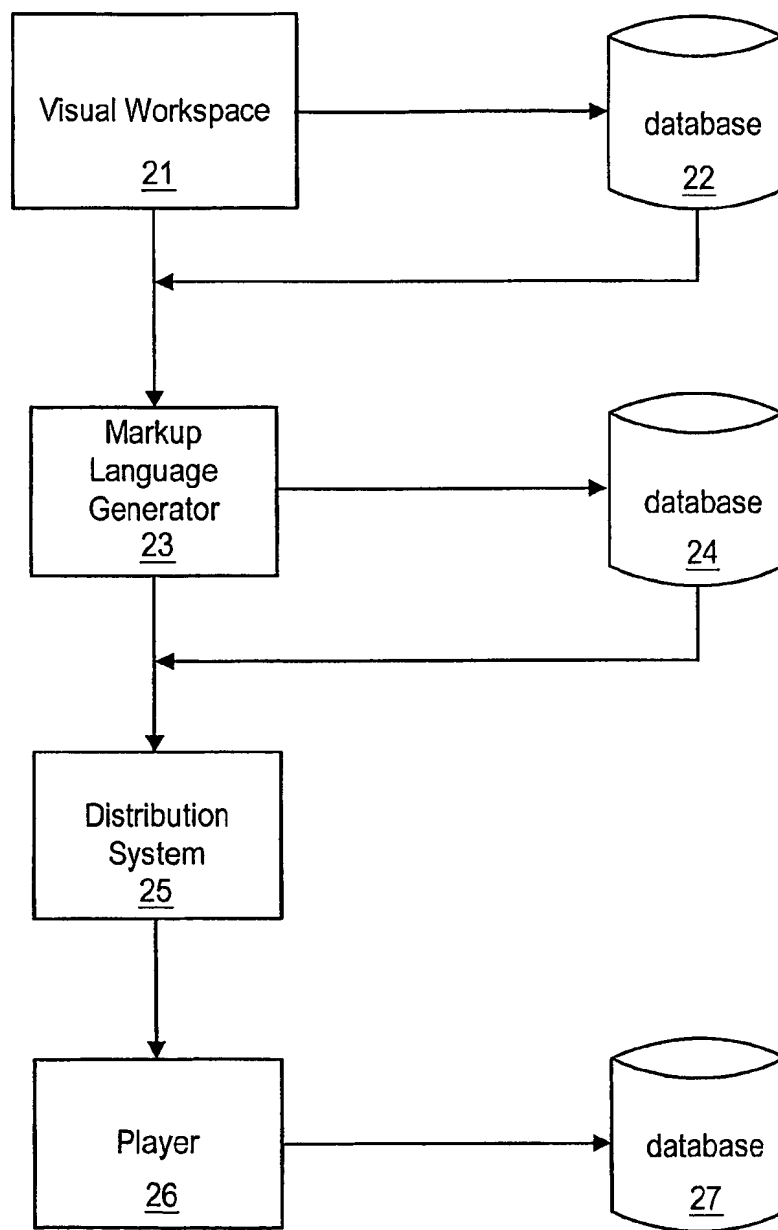 Visual Workspace
21
database
22
Markup
Language
Generator
23
database
24
Distribution
System
25
Player
26
database
27